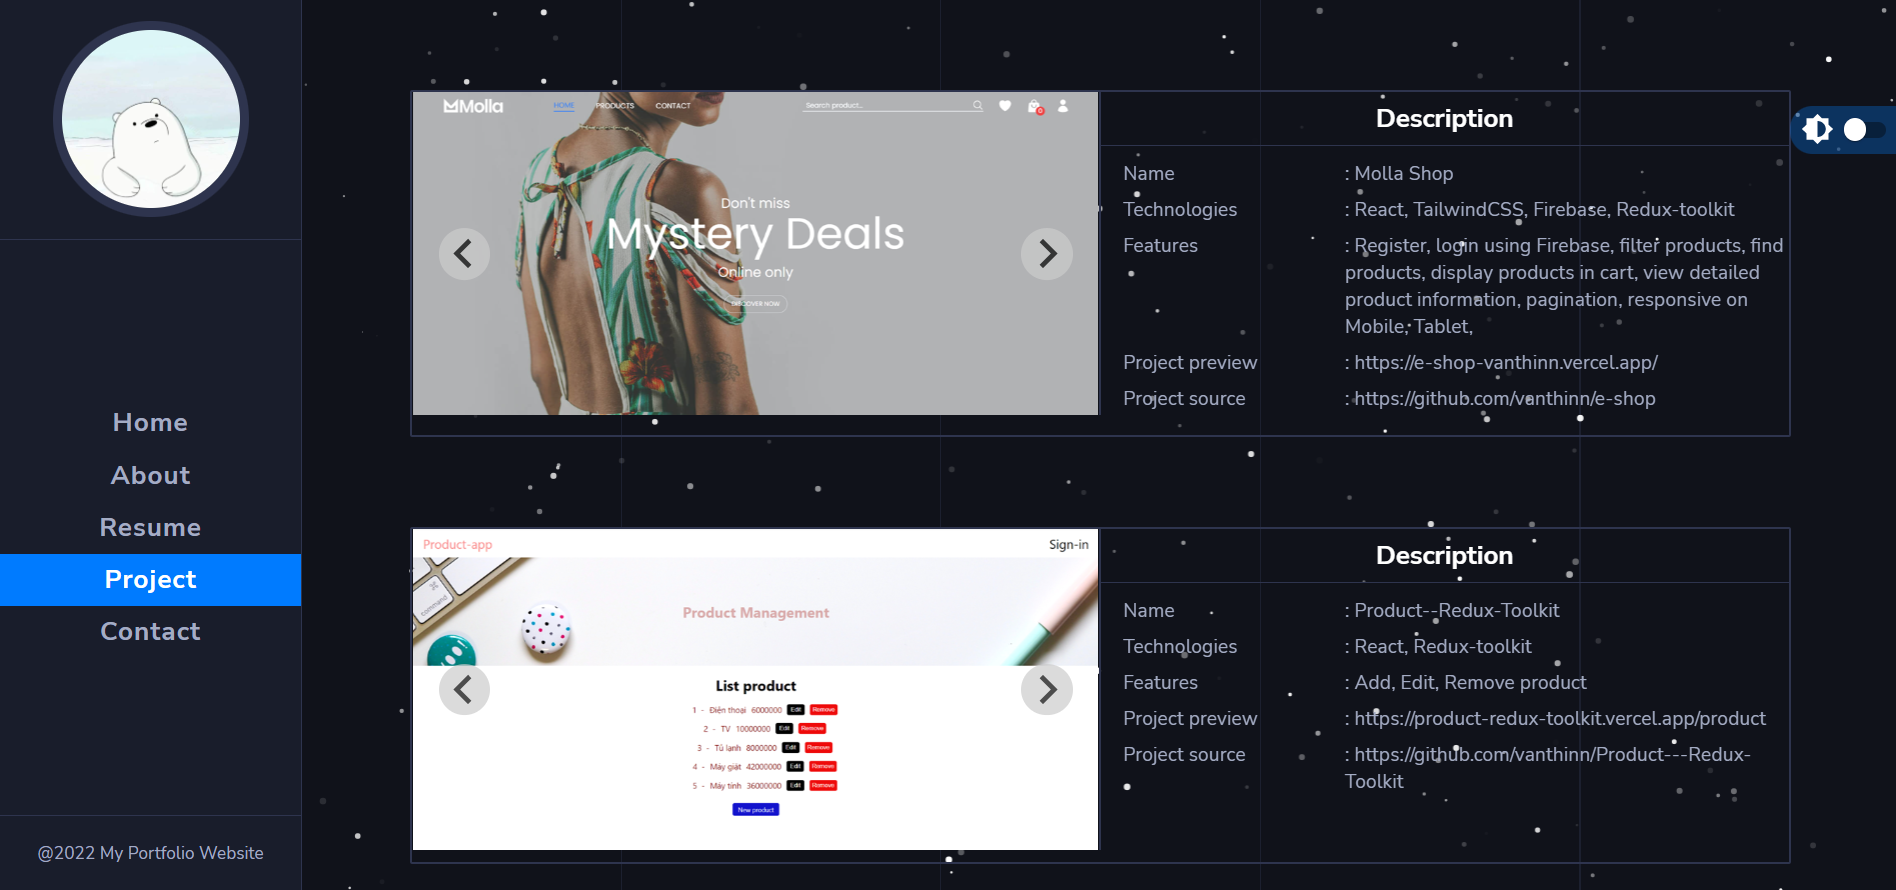 Home
About
Resume
Project
Contact
@2022 My Portfolio Website
Molla
HOME PRODUCTS CONTACT Search product... 0
Don't miss
Mystery Deals
Online only
DISCOVER NOW
Description
Name : Molla Shop
Technologies : React, TailwindCSS, Firebase, Redux-toolkit
Features : Register, login using Firebase, filter products, find
products, display products in cart, view detailed
product information, pagination, responsive on
Mobile, Tablet,
Project preview : https://e-shop-vanthinn.vercel.app/
Project source : https://github.com/vanthinn/e-shop
Product-app Sign-in
command
Product Management
List product
1 - Điện thoại 6000000 Edit Remove
2 - TV 10000000 Edit Remove
3 - Tủ lạnh 8000000 Edit Remove
4 - Máy giặt 42000000 Edit Remove
5 - Máy tính 36000000 Edit Remove
New product
Description
Name : Product--Redux-Toolkit
Technologies : React, Redux-toolkit
Features : Add, Edit, Remove product
Project preview : https://product-redux-toolkit.vercel.app/product
Project source : https://github.com/vanthinn/Product---Redux-
Toolkit